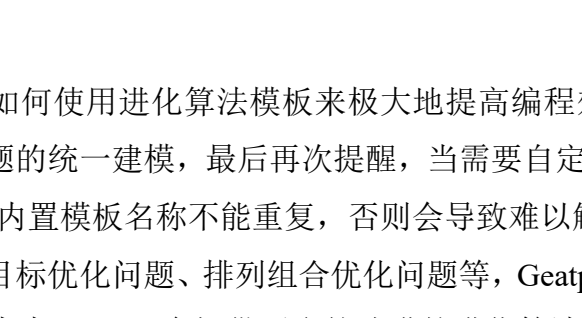 如何使用进化算法模板来极大地提高编程
题的统一建模，最后再次提醒，当需要自定
内置模板名称不能重复，否则会导致难以
目标优化问题、排列组合优化问题等，Geatp